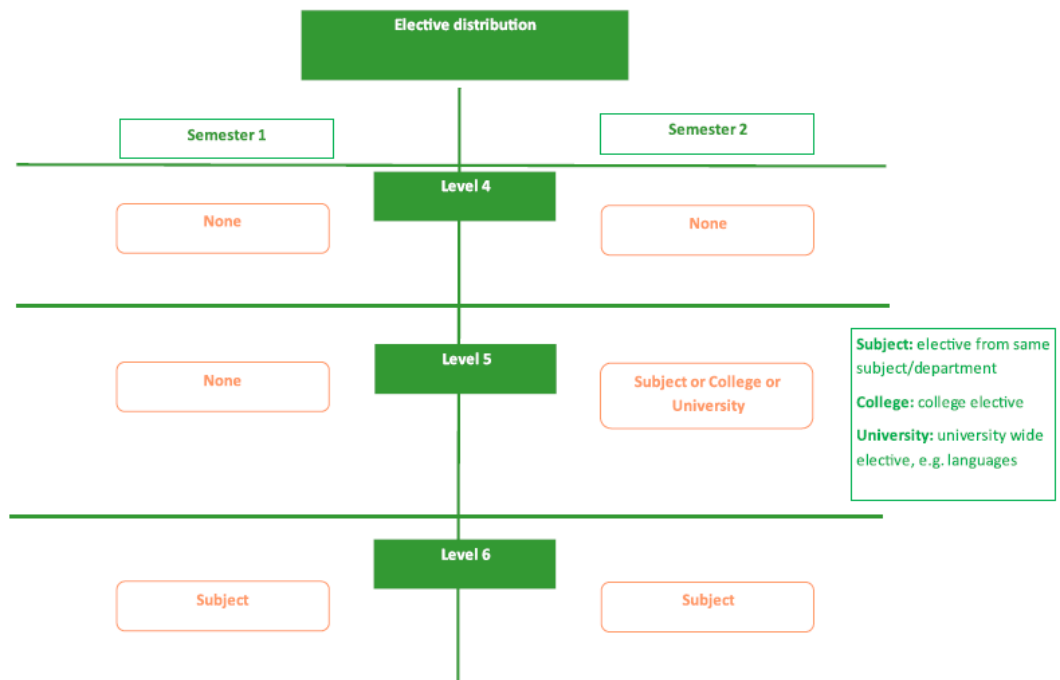 Elective distribution
Semester 1
Semester 2
Level 4
None
None
Level 5
None
Subject or College or
University
Subject: elective from same
subject/department
College: college elective
University: university wide
elective, e.g. languages
Level 6
Subject
Subject